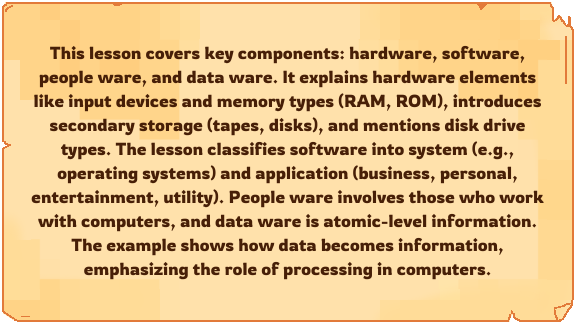 This lesson covers key components: hardware, software,
people ware, and data ware. It explains hardware elements
like input devices and memory types (RAM, ROM), introduces
secondary storage (tapes, disks), and mentions disk drive
types. The lesson classifies software into system (e.g.,
operating systems) and application (business, personal,
entertainment, utility). People ware involves those who work
with computers, and data ware is atomic-level information.
The example shows how data becomes information,
emphasizing the role of processing in computers.